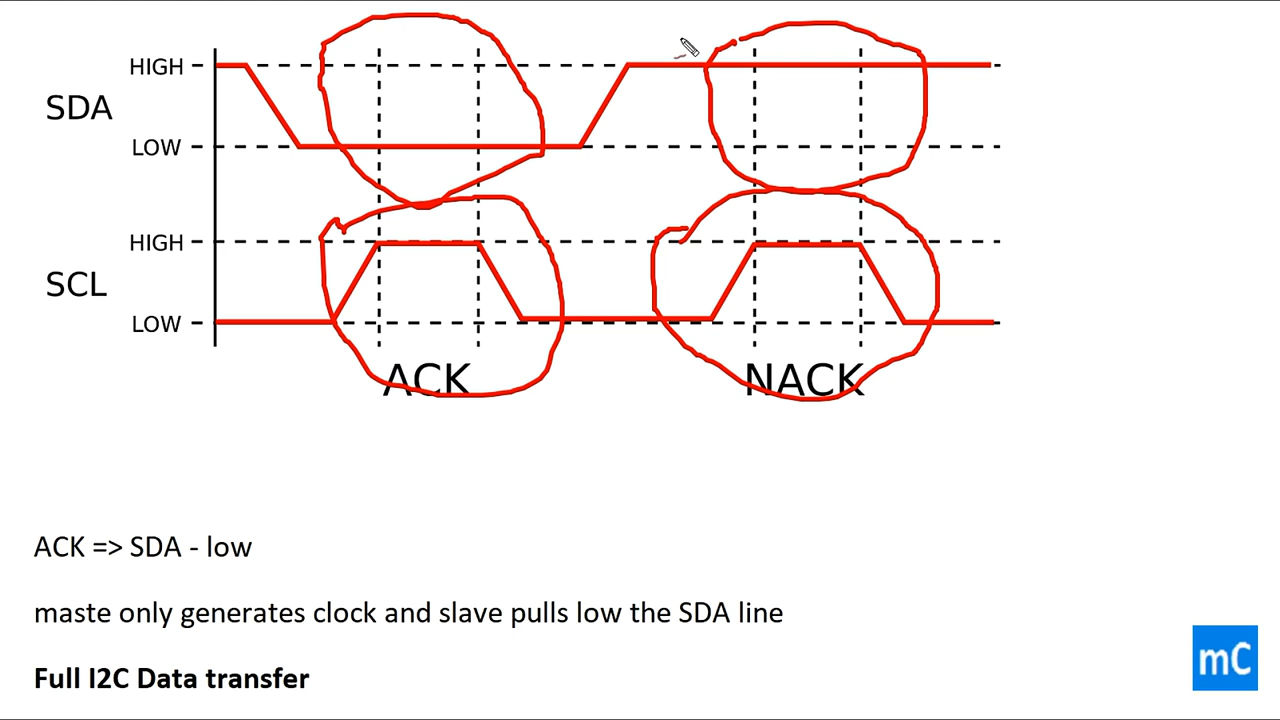 HIGH
SDA
LOW
HIGH
SCL
LOW
ACK NACK
ACK => SDA - low
maste only generates clock and slave pulls low the SDA line
Full I2C Data transfer
mC